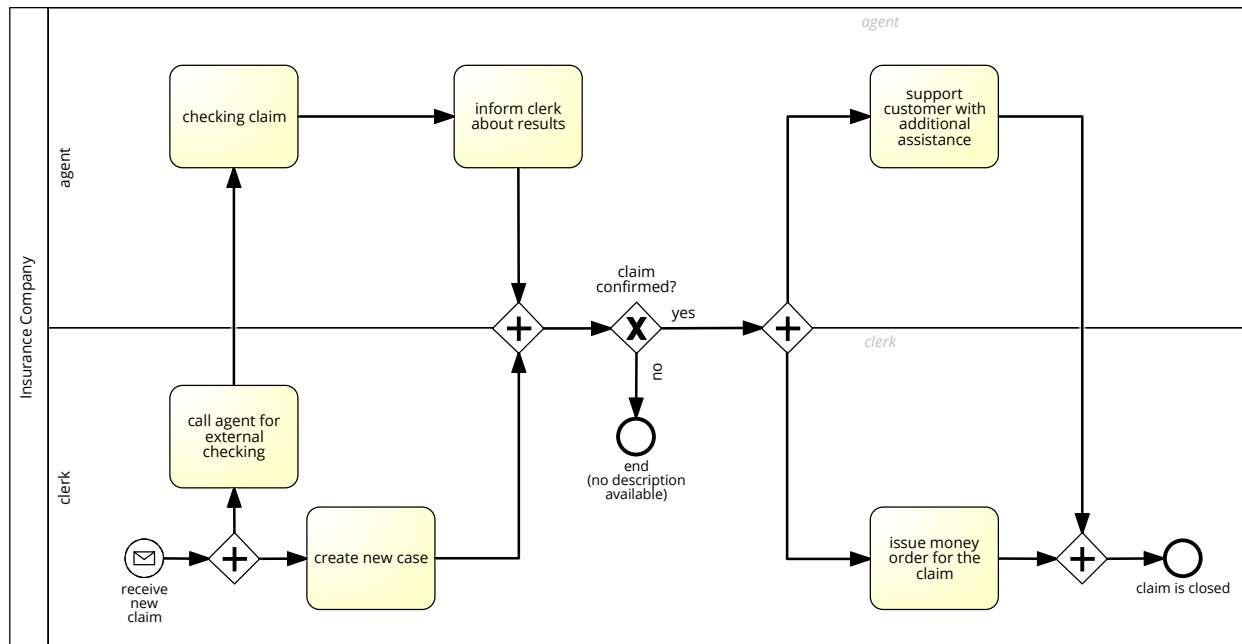 agent
checking claim
inform clerk
about results
support
customer with
additional
assistance
agent
Insurance Company
claim
confirmed?
yes
no
clerk
call agent for
external
checking
end
(no description
available)
clerk
create new case
issue money
order for the
claim
receive
new
claim
claim is closed